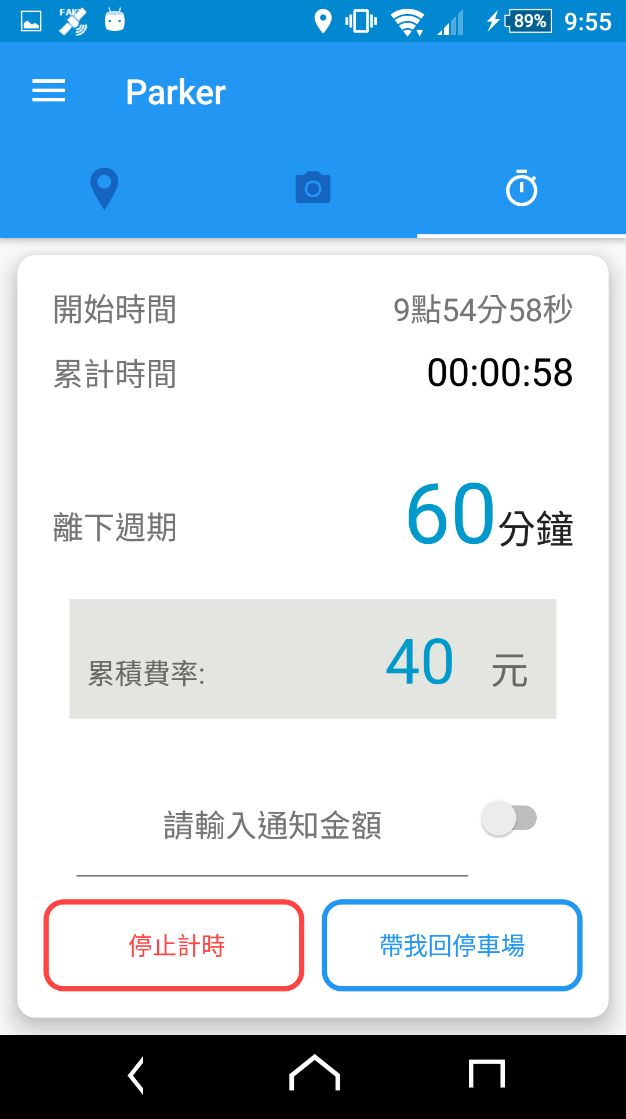 FAKE
89%
9:55
Parker
開始時間 9點54分58秒
累計時間 00:00:58
離下週期 60分鐘
累積費率: 40 元
請輸入通知金額
停止計時 帶我回停車場